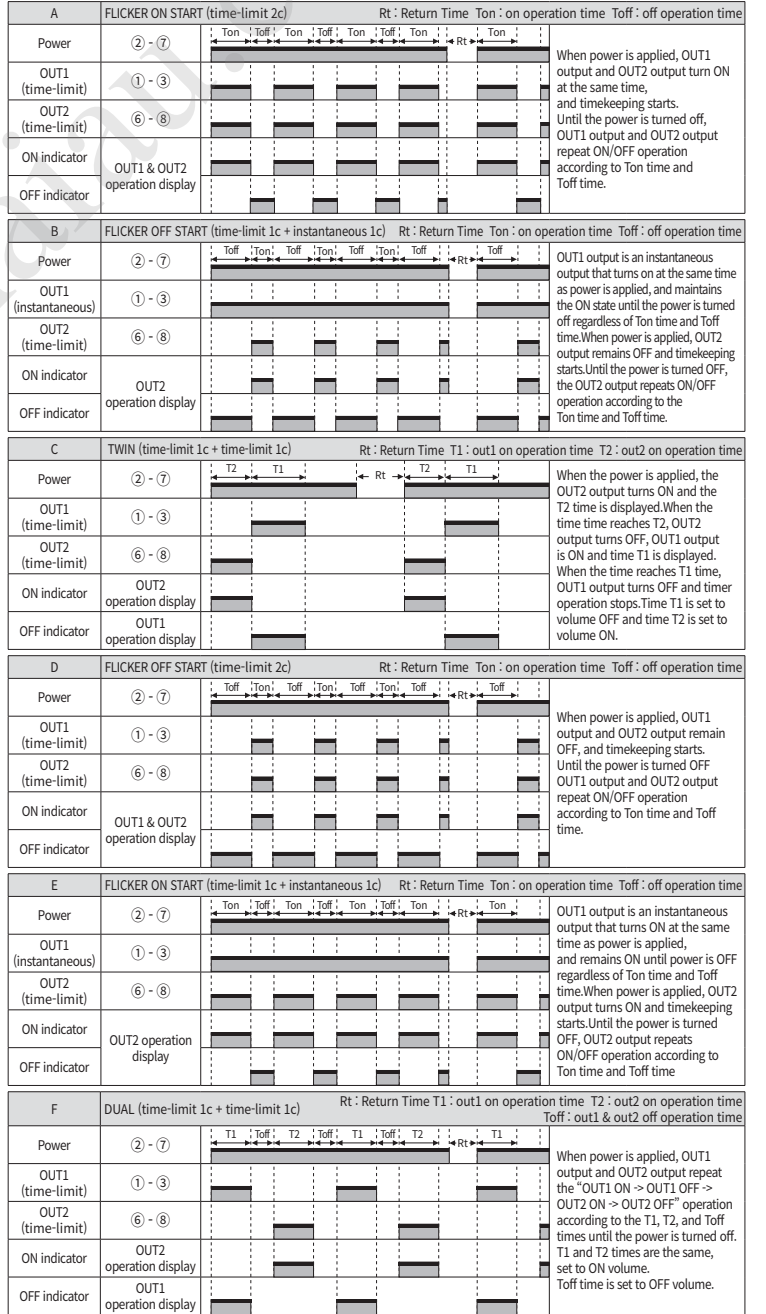 A
FLICKER ON START (time-limit 2c)
Rt : Return Time Ton : on operation time Toff : off operation time
Power
② - ⑦
Ton Toff Ton Toff Ton Toff Ton Rt Ton
OUT1
(time-limit)
① - ③
OUT2
(time-limit)
⑥ - ⑧
ON indicator
OFF indicator
OUT1 & OUT2
operation display
When power is applied, OUT1
output and OUT2 output turn ON
at the same time,
and timekeeping starts.
Until the power is turned off,
OUT1 output and OUT2 output
repeat ON/OFF operation
according to Ton time and
Toff time.
B
FLICKER OFF START (time-limit 1c + instantaneous 1c)
Rt : Return Time Ton : on operation time Toff : off operation time
Power
② - ⑦
Toff Ton Toff Ton Toff Ton Toff Rt Toff
OUT1
(instantaneous)
① - ③
OUT2
(time-limit)
⑥ - ⑧
ON indicator
OFF indicator
OUT2
operation display
OUT1 output is an instantaneous
output that turns on at the same time
as power is applied, and maintains
the ON state until the power is turned
off regardless of Ton time and Toff
time.When power is applied, OUT2
output remains OFF and timekeeping
starts.Until the power is turned OFF,
the OUT2 output repeats ON/OFF
operation according to the
Ton time and Toff time.
C
TWIN (time-limit 1c + time-limit 1c)
Rt : Return Time T1 : out1 on operation time T2 : out2 on operation time
Power
② - ⑦
T2 T1 Rt T2 T1
OUT1
(time-limit)
① - ③
OUT2
(time-limit)
⑥ - ⑧
ON indicator
OUT2
operation display
OFF indicator
OUT1
operation display
When the power is applied, the
OUT2 output turns ON and the
T2 time is displayed.When the
time time reaches T2, OUT2
output turns OFF, OUT1 output
is ON and time T1 is displayed.
When the time reaches T1 time,
OUT1 output turns OFF and timer
operation stops.Time T1 is set to
volume OFF and time T2 is set to
volume ON.
D
FLICKER OFF START (time-limit 2c)
Rt : Return Time Ton : on operation time Toff : off operation time
Power
② - ⑦
Toff Ton Toff Ton Toff Ton Toff Rt Toff
OUT1
(time-limit)
① - ③
OUT2
(time-limit)
⑥ - ⑧
ON indicator
OFF indicator
OUT1 & OUT2
operation display
When power is applied, OUT1
output and OUT2 output remain
OFF, and timekeeping starts.
Until the power is turned OFF
OUT1 output and OUT2 output
repeat ON/OFF operation
according to Ton time and Toff
time.
E
FLICKER ON START (time-limit 1c + instantaneous 1c)
Rt : Return Time Ton : on operation time Toff : off operation time
Power
② - ⑦
Ton Toff Ton Toff Ton Toff Ton Rt Ton
OUT1
(instantaneous)
① - ③
OUT2
(time-limit)
⑥ - ⑧
ON indicator
OFF indicator
OUT2 operation
display
OUT1 output is an instantaneous
output that turns ON at the same
time as power is applied,
and remains ON until power is OFF
regardless of Ton time and Toff
time.When power is applied, OUT2
output turns ON and timekeeping
starts.Until the power is turned
OFF, OUT2 output repeats
ON/OFF operation according to
Ton time and Toff time
F
DUAL (time-limit 1c + time-limit 1c)
Rt : Return Time T1 : out1 on operation time T2 : out2 on operation time
Toff : out1 & out2 off operation time
Power
② - ⑦
T1 Toff T2 Toff T1 Toff T2 Rt T1
OUT1
(time-limit)
① - ③
OUT2
(time-limit)
⑥ - ⑧
ON indicator
OUT2
operation display
OFF indicator
OUT1
operation display
When power is applied, OUT1
output and OUT2 output repeat
the “OUT1 ON -> OUT1 OFF ->
OUT2 ON -> OUT2 OFF” operation
according to the T1, T2, and Toff
times until the power is turned off.
T1 and T2 times are the same,
set to ON volume.
Toff time is set to OFF volume.